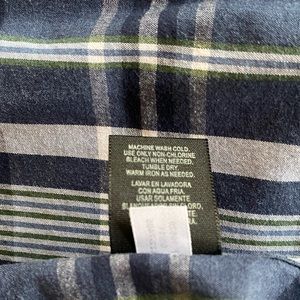 MACHINE WASH COLD.
USE ONLY NON-CHLORINE
BLEACH WHEN NEEDED.
TUMBLE DRY
WARM IRON AS NEEDED.
LAVAR EN LAVADORA
CON AGUA FRIA.
USAR SOLAMENTE